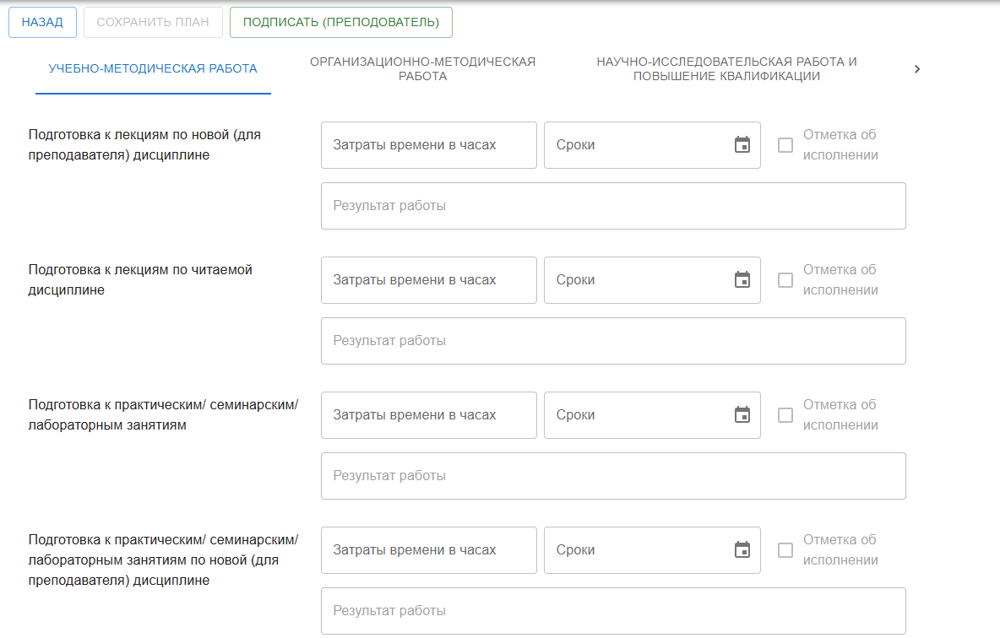 НАЗАД
СОХРАНИТЬ ПЛАН
ПОДПИСАТЬ (ПРЕПОДОВАТЕЛЬ)
УЧЕБНО-МЕТОДИЧЕСКАЯ РАБОТА
ОРГАНИЗАЦИОННО-МЕТОДИЧЕСКАЯ
РАБОТА
НАУЧНО-ИССЛЕДОВАТЕЛЬСКАЯ РАБОТА И
ПОВЫШЕНИЕ КВАЛИФИКАЦИИ
Подготовка к лекциям по новой (для
преподавателя) дисциплине
Затраты времени в часах
Сроки
Отметка об
исполнении
Результат работы
Подготовка к лекциям по читаемой
дисциплине
Затраты времени в часах
Сроки
Отметка об
исполнении
Результат работы
Подготовка к практическим/ семинарским/
лабораторным занятиям
Затраты времени в часах
Сроки
Отметка об
исполнении
Результат работы
Подготовка к практическим/ семинарским/
лабораторным занятиям по новой (для
преподавателя) дисциплине
Затраты времени в часах
Сроки
Отметка об
исполнении
Результат работы